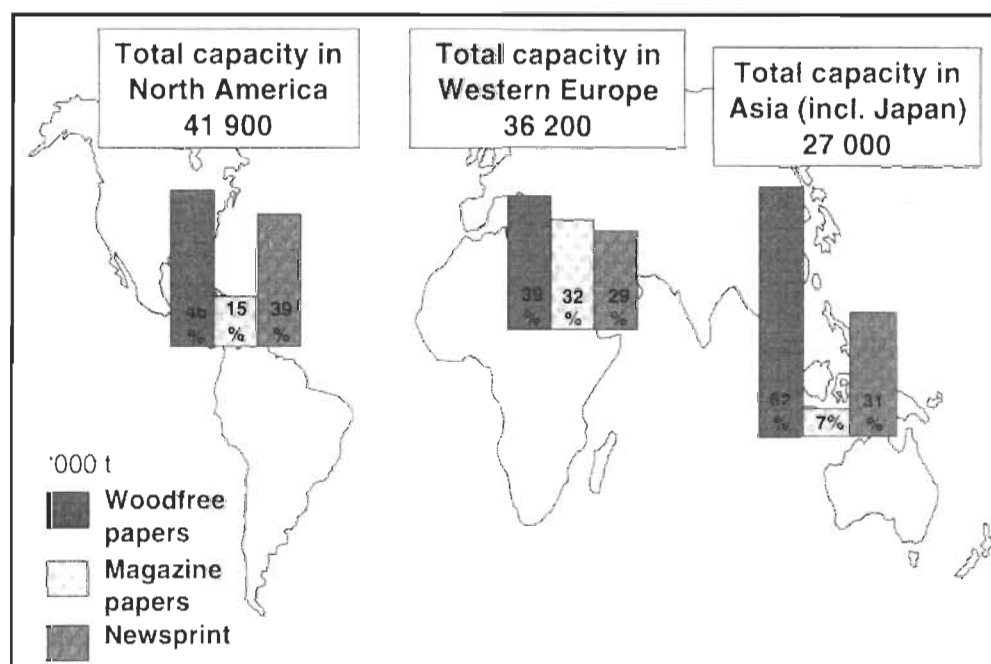 Total capacity in
North America
41 900
Total capacity in
Western Europe
36 200
Total capacity in
Asia (incl. Japan)
27 000
46
%
15
%
39
%
39
%
32
%
29
%
62
%
7%
31
%
'000 t
Woodfree
papers
Magazine
papers
Newsprint